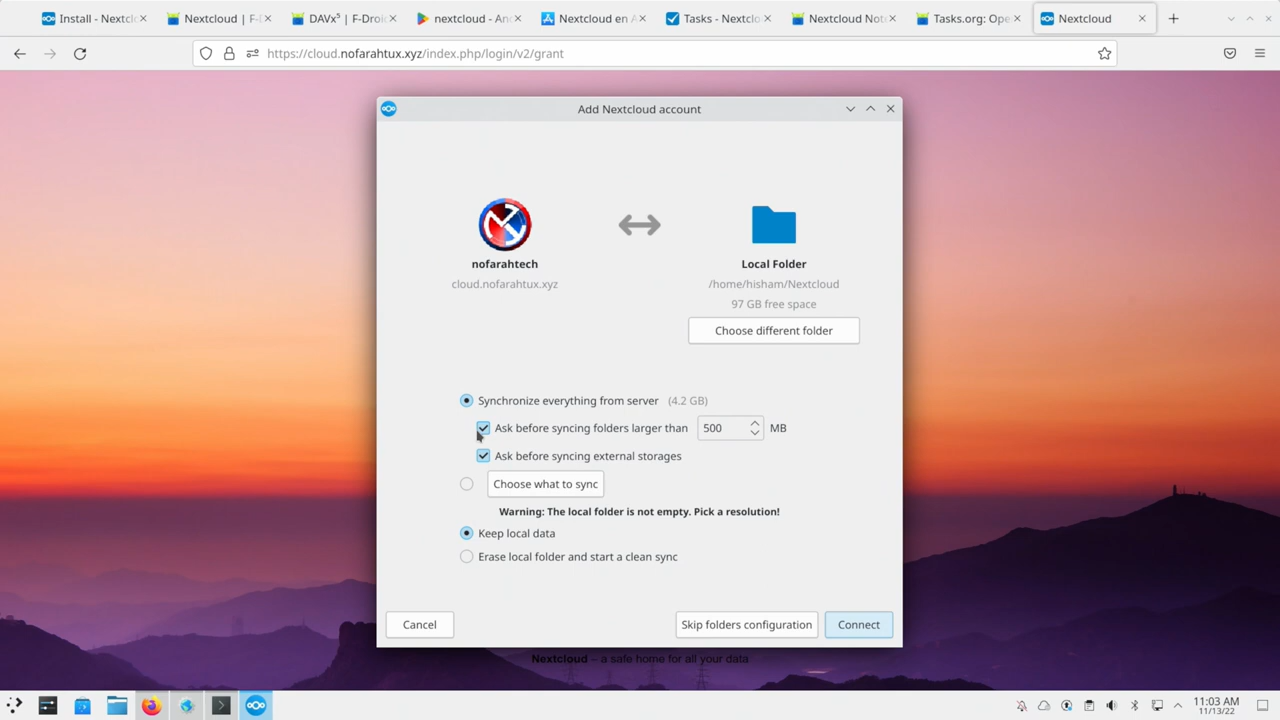 Install - Nextclo
Nextcloud | F-D
DAVx⁵ | F-Droid
nextcloud - And
Nextcloud en A
Tasks - Nextclo
Nextcloud Not
Tasks.org: Ope
Nextcloud
https://cloud.nofarahtux.xyz/index.php/login/v2/grant
Add Nextcloud account
nofarahtech
cloud.nofarahtux.xyz
Local Folder
/home/hisham/Nextcloud
97 GB free space
Choose different folder
Synchronize everything from server (4.2 GB)
Ask before syncing folders larger than 500 MB
Ask before syncing external storages
Choose what to sync
Warning: The local folder is not empty. Pick a resolution!
Keep local data
Erase local folder and start a clean sync
Cancel
Skip folders configuration
Connect
Nextcloud – a safe home for all your data
11:03 AM
11/13/22